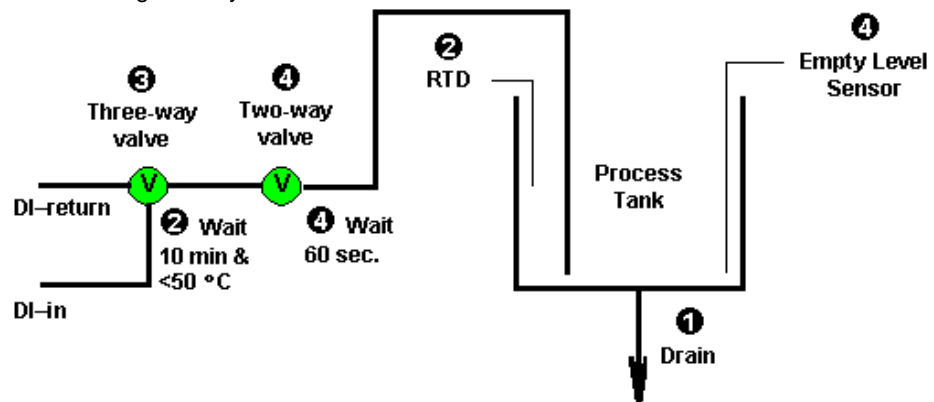 ❷
RTD
❹
Empty Level
Sensor
❸
Three-way
valve
❹
Two-way
valve
V
V
Process
Tank
DI–return
❷ Wait
10 min &
<50 °C
❹ Wait
60 sec.
DI–in
❶
Drain